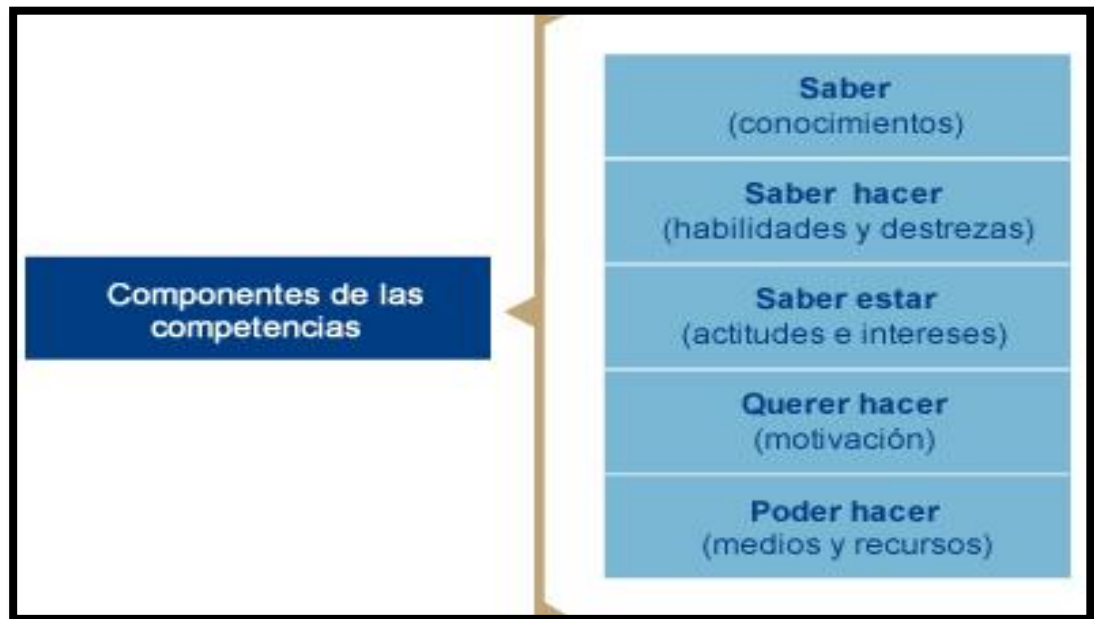 Componentes de las
competencias
Saber
(conocimientos)
Saber hacer
(habilidades y destrezas)
Saber estar
(actitudes e intereses)
Querer hacer
(motivación)
Poder hacer
(medios y recursos)